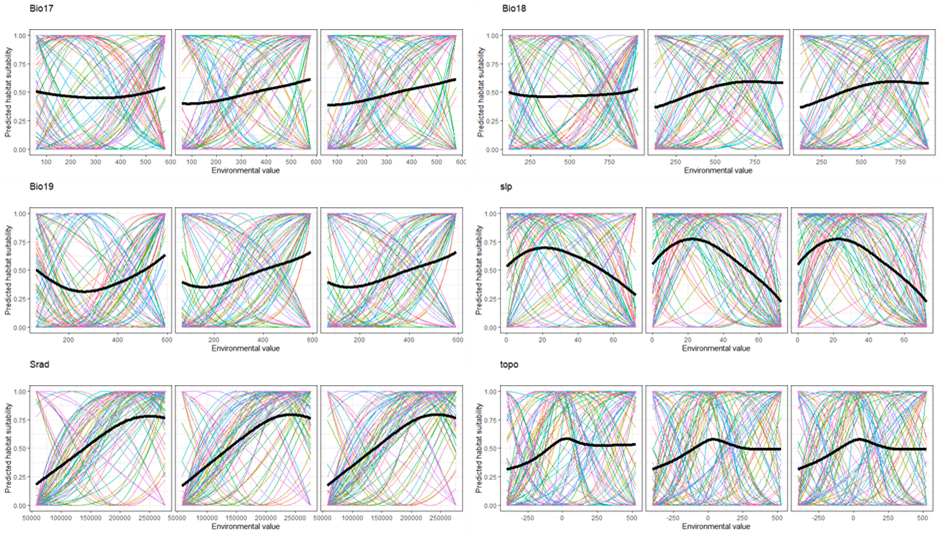 Bio17
Predicted habitat suitability
1.00
0.75
0.50
0.25
0.00
100 200 300 400 500 600 100 200 300 400 500 600 100 200 300 400 500 60
Environmental value
Bio18
Predicted habitat suitability
1.00
0.75
0.50
0.25
0.00
250 500 750 250 500 750 250 500 750
Environmental value
Bio19
Predicted habitat suitability
1.00
0.75
0.50
0.25
0.00
200 400 600 200 400 600 200 400 600
Environmental value
slp
Predicted habitat suitability
1.00
0.75
0.50
0.25
0.00
0 20 40 60 0 20 40 60 0 20 40 60
Environmental value
Srad
Predicted habitat suitability
1.00
0.75
0.50
0.25
0.00
50000 100000 150000 200000 250000 50000 100000 150000 200000 250000 50000 100000 150000 200000 250000
Environmental value
topo
Predicted habitat suitability
1.00
0.75
0.50
0.25
0.00
-250 0 250 500 -250 0 250 500 -250 0 250 500
Environmental value